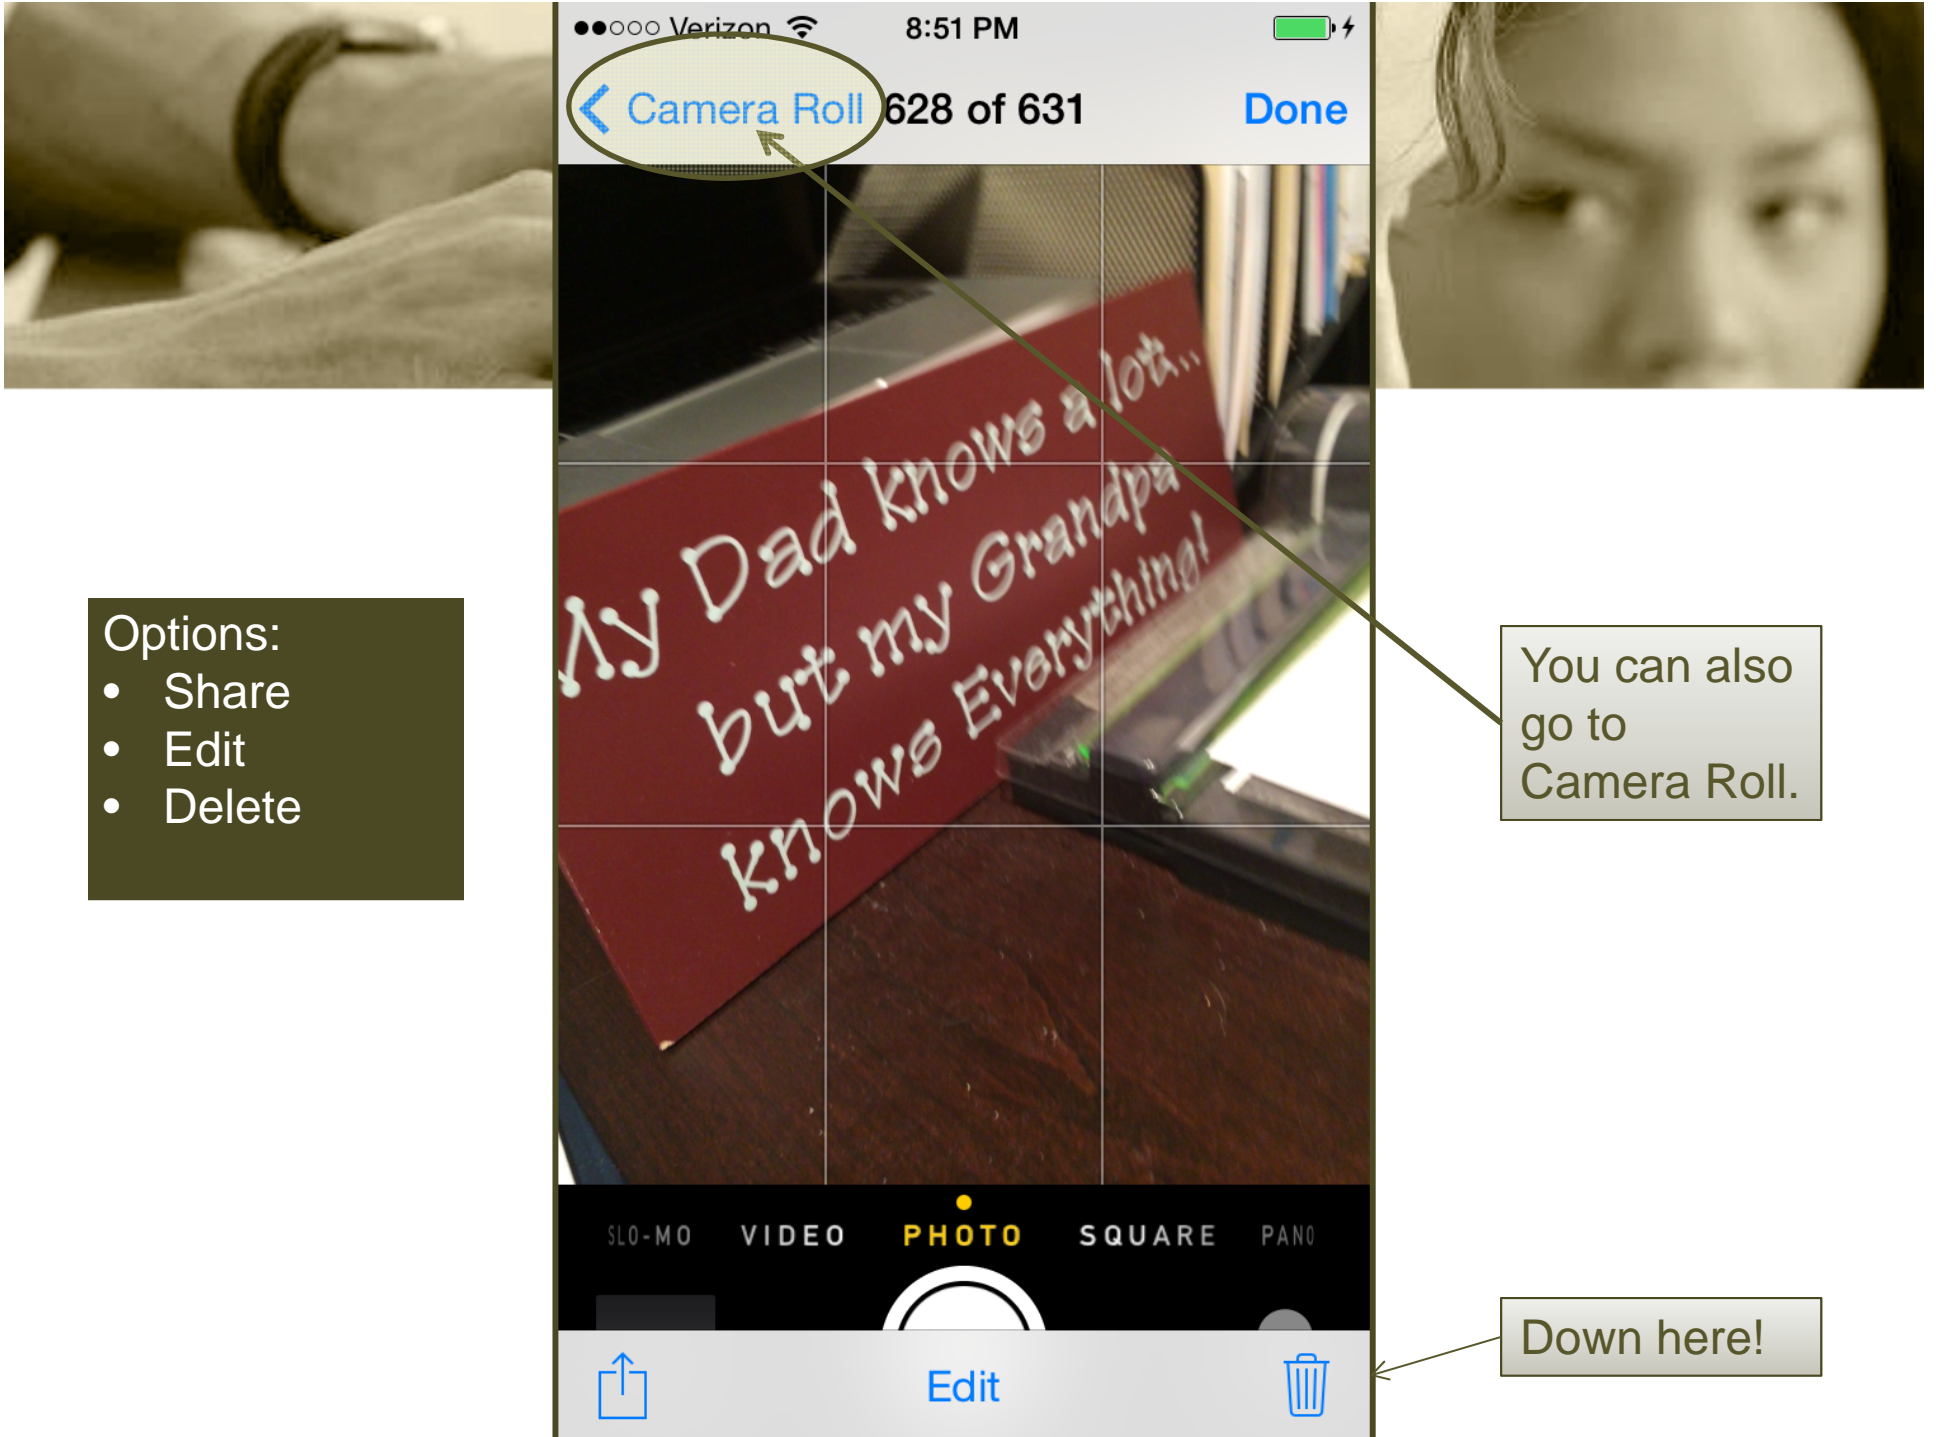 Verizon 8:51 PM
Camera Roll 628 of 631 Done
My Dad knows a lot..
but my Grandpa
knows Everything!
Options:
• Share
• Edit
• Delete
You can also
go to
Camera Roll.
SLO-MO VIDEO PHOTO SQUARE PANO
Down here!
Edit